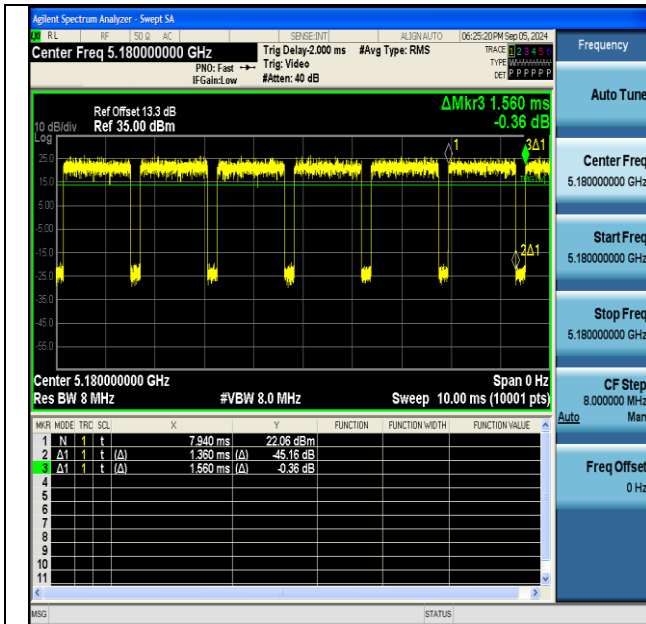 Agilent Spectrum Analyzer - Swept SA
RL RF 50 Ω AC SENSE:INT ALIGN AUTO 06:25:20 PM Sep 05, 2024
Center Freq 5.180000000 GHz
PNO: Fast
IFGain:Low
Trig Delay-2.000 ms
Trig: Video
#Atten: 40 dB
#Avg Type: RMS
TRACE 1 2 3 4 5 6
TYPE
DET P P P P P P
Frequency
Auto Tune
Center Freq
5.180000000 GHz
Start Freq
5.180000000 GHz
Stop Freq
5.180000000 GHz
CF Step
8.000000 MHz
Auto Man
Freq Offset
0 Hz
ΔMkr3 1.560 ms
-0.36 dB
Ref Offset 13.3 dB
10 dB/div Ref 35.00 dBm
Log
25.0
15.0
5.00
-5.00
-15.0
-25.0
-35.0
-45.0
-55.0
1
3Δ1
2Δ1
Center 5.180000000 GHz Span 0 Hz
Res BW 8 MHz #VBW 8.0 MHz Sweep 10.00 ms (10001 pts)
MKR MODE TRC SCL X Y FUNCTION FUNCTION WIDTH FUNCTION VALUE
1 N 1 t 7.940 ms 22.06 dBm
2 Δ1 1 t (Δ) 1.360 ms (Δ) -45.16 dB
3 Δ1 1 t (Δ) 1.560 ms (Δ) -0.36 dB
4
5
6
7
8
9
10
11
MSG STATUS